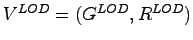 V^{LOD} = (G^{LOD}, R^{LOD})